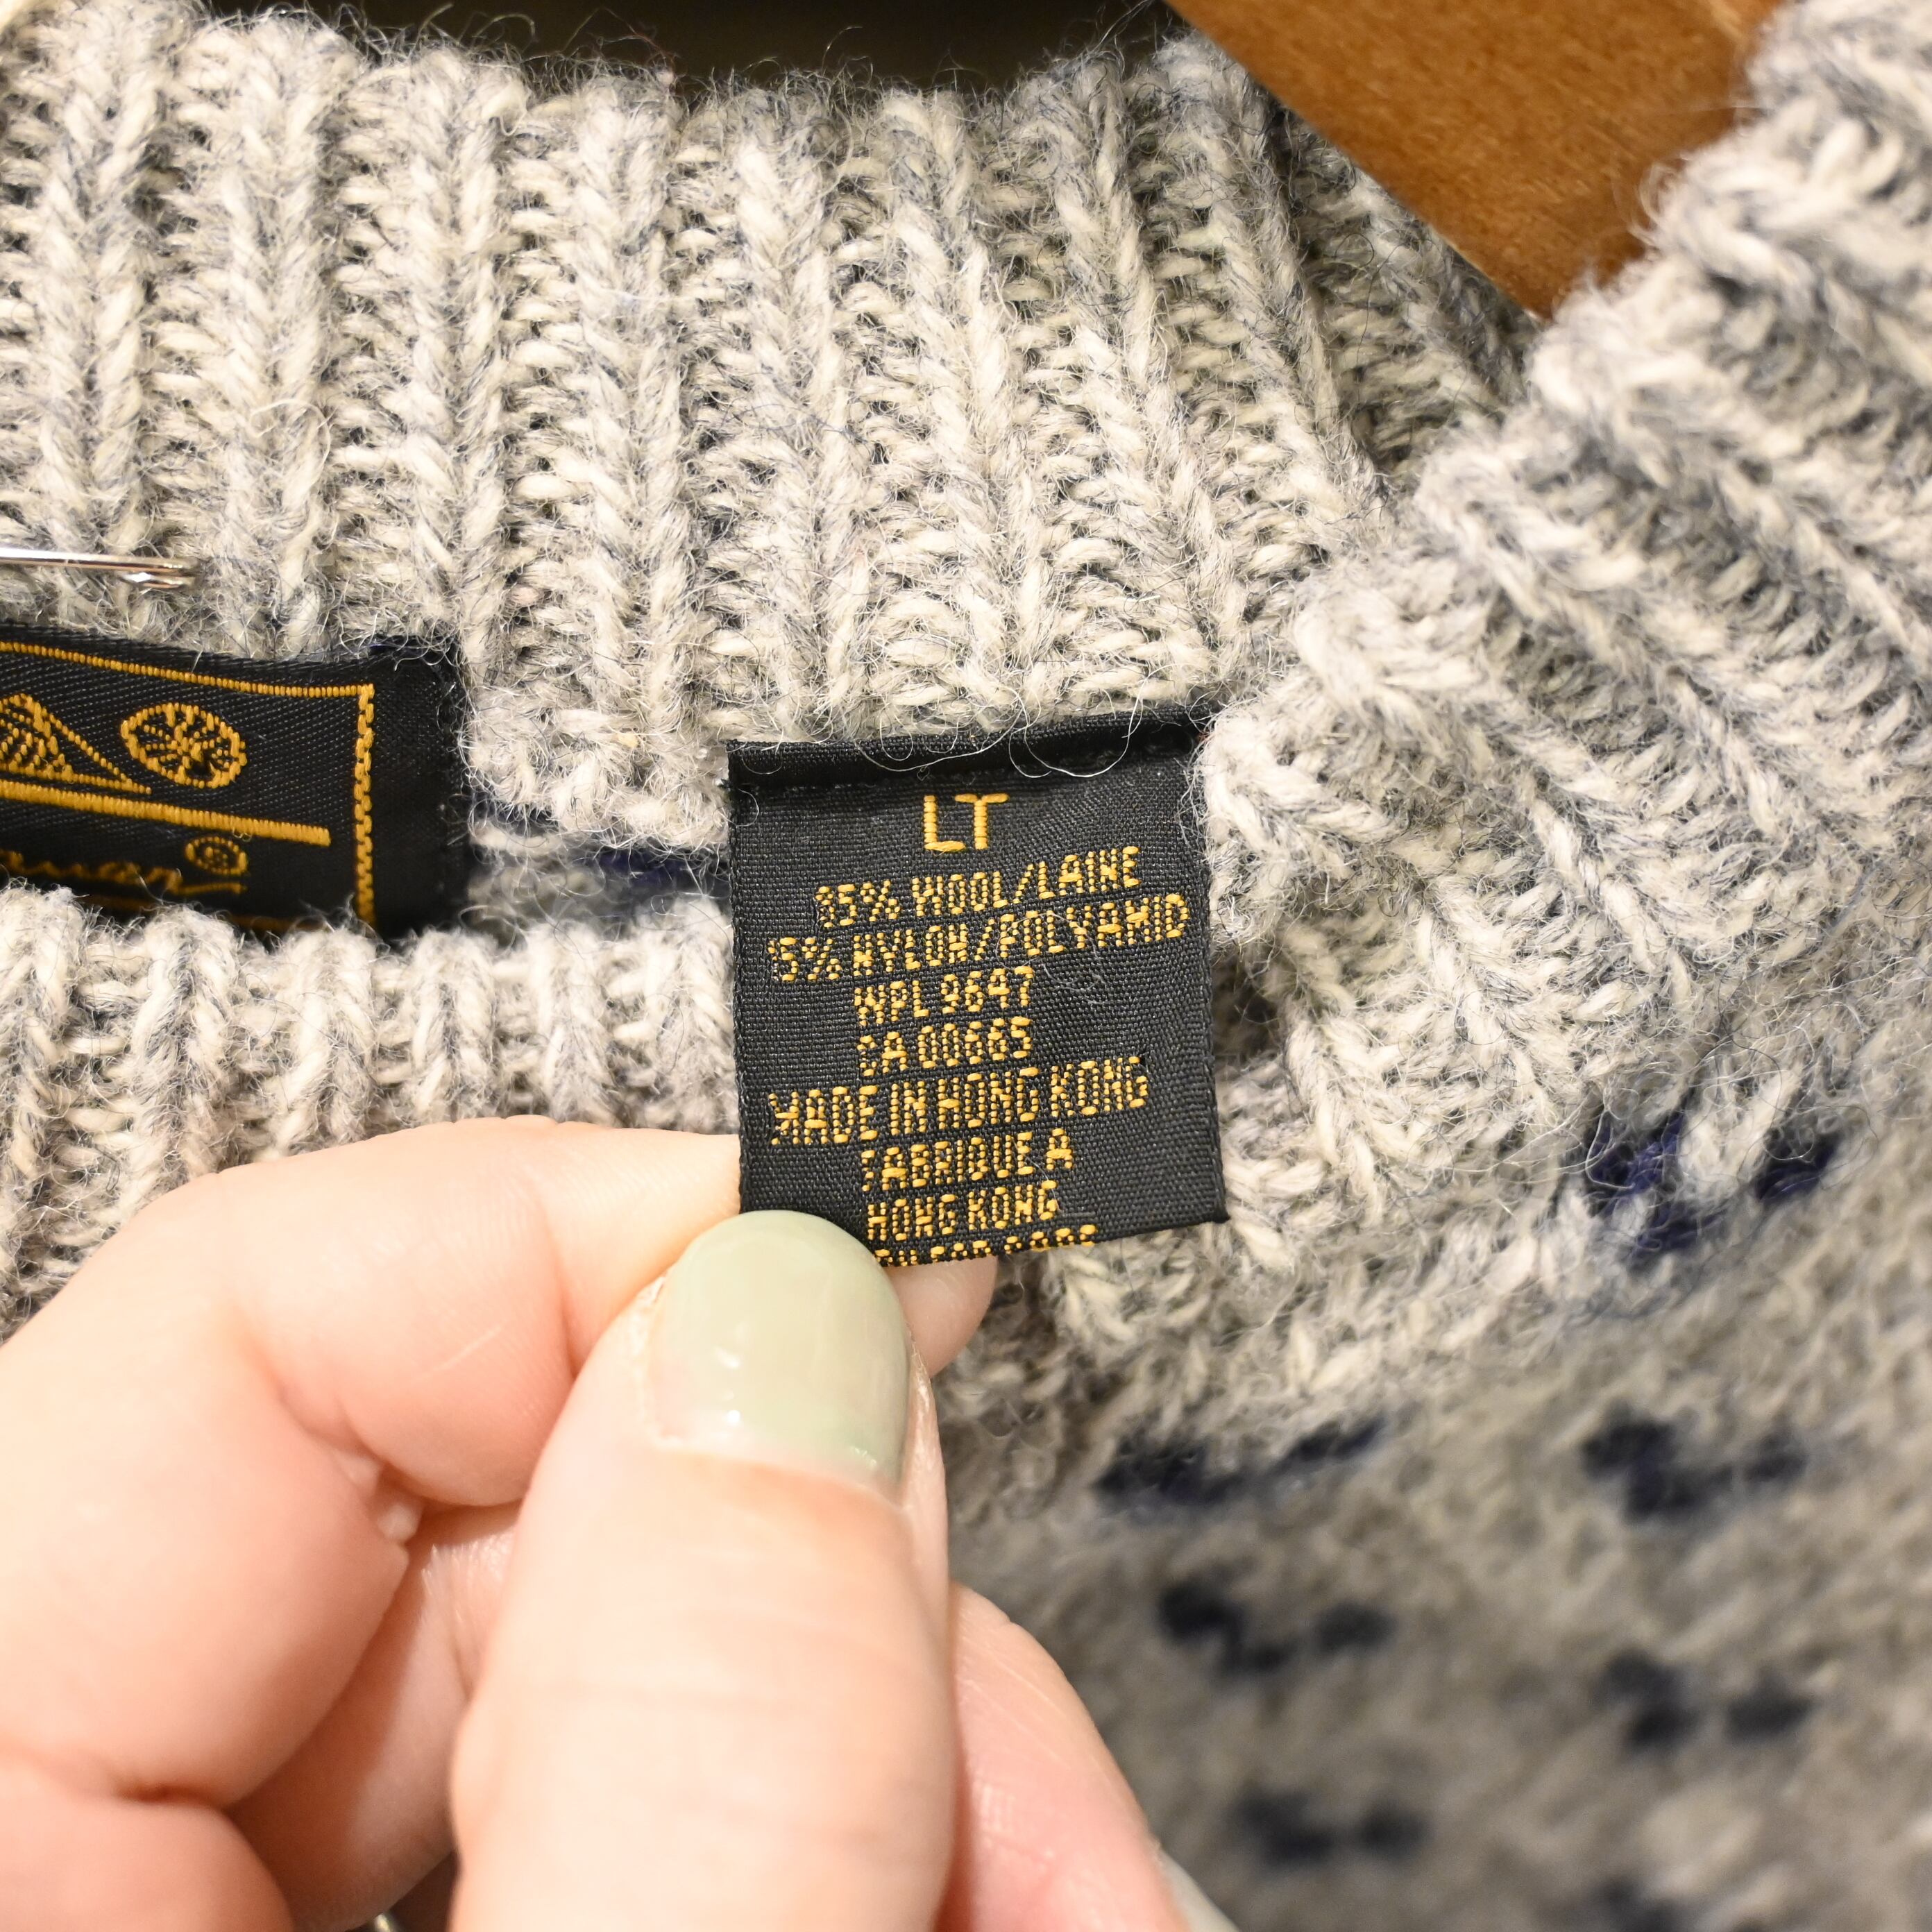 LT
85% WOOL/LAINE
15% NYLON/POLYAMID
WPL 9647
CA 00665
MADE IN HONG KONG
FABRIQUE A
HONG KONG